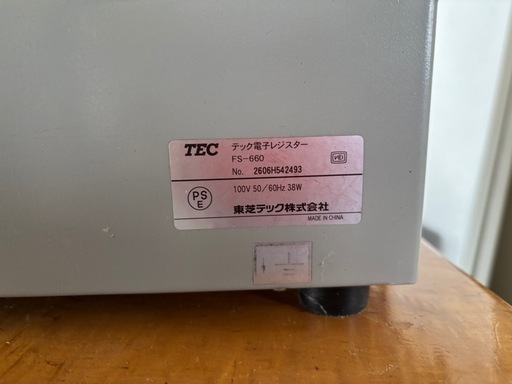 TEC テック電子レジスター
FS-660
No. 2606H542493
PS
E
100V 50/60Hz 38W
東芝テック株式会社
MADE IN CHINA